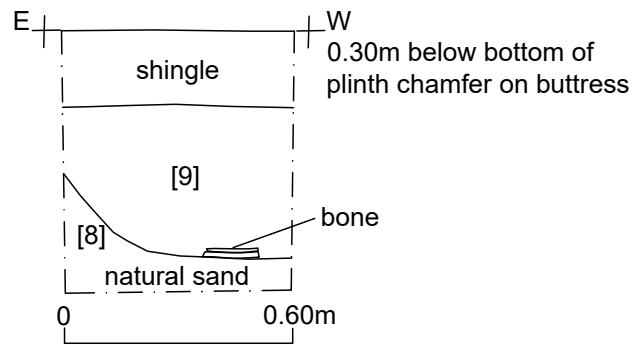 E W
0.30m below bottom of
plinth chamfer on buttress
shingle
[9]
bone
[8]
natural sand
0 0.60m